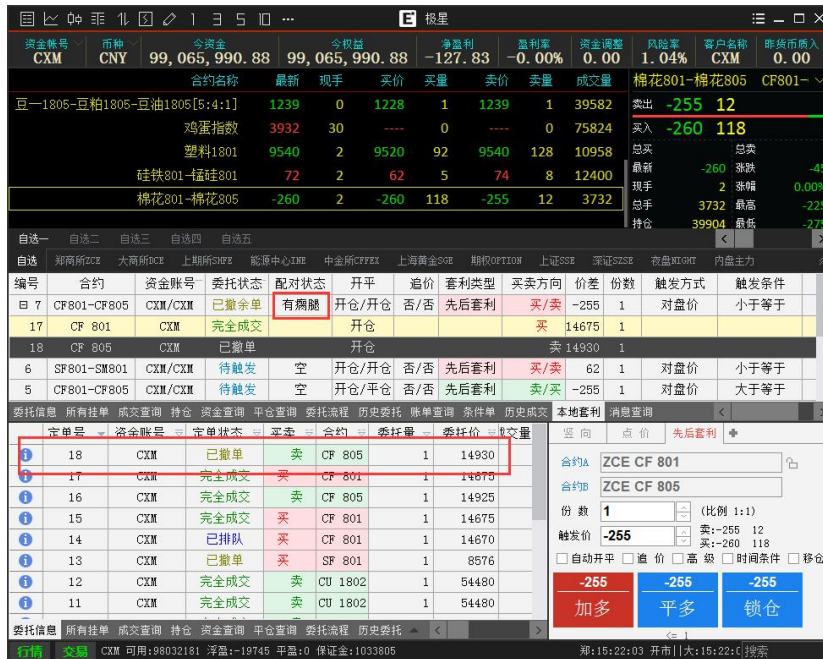 1 ∃ 5 10 ... E 极星
资金帐号 币种 今资金 今权益 净盈利 盈利率 资金调整 风险率 客户名称 昨货币质入
CXM CNY 99,065,990.88 99,065,990.88 -127.83 -0.00% 0.00 1.04% CXM 0.00
合约名称 最新 现手 买价 买量 卖价 卖量 成交量 棉花801-棉花805 CF801-
豆一1805-豆粕1805-豆油1805[5:4:1] 1239 0 1228 1 1239 1 39582 卖出 -255 12
鸡蛋指数 3932 30 ---- 0 ---- 0 75824 买入 -260 118
塑料1801 9540 2 9520 92 9540 128 10958 总买 总卖
硅铁801-锰硅801 72 2 62 5 74 8 12400 最新 -260 涨跌 -45
棉花801-棉花805 -260 2 -260 118 -255 12 3732 现手 2 涨幅 0.00%
总手 3732 最高 -225
持仓 39904 最低 -275
自选一 自选二 自选三 自选四 自选五
自选 郑商所ZCE 大商所DCE 上期所SHFE 能源中心INE 中金所CFFEX 上海黄金SGE 期权OPTION 上证SSE 深证SZSE 夜盘NIGHT 内盘主力
编号 合约 资金账号 委托状态 配对状态 开平 追价 套利类型 买卖方向 价差 份数 触发方式 触发条件
7 CF801-CF805 CXM/CXM 已撤余单 有瘸腿 开仓/开仓 否/否 先后套利 买/卖 -255 1 对盘价 小于等于
17 CF 801 CXM 完全成交 开仓 买 14675 1
18 CF 805 CXM 已撤单 开仓 卖 14930 1
6 SF801-SM801 CXM/CXM 待触发 空 开仓/开仓 否/否 先后套利 买/卖 62 1 对盘价 小于等于
5 CF801-CF805 CXM/CXM 待触发 空 开仓/平仓 否/否 先后套利 卖/买 -255 1 对盘价 大于等于
委托信息 所有挂单 成交查询 持仓 资金查询 平仓查询 委托流程 历史委托 账单查询 条件单 历史成交 本地套利 消息查询
定单号 资金账号 定单状态 买卖 合约 委托量 委托价 成交量
18 CXM 已撤单 卖 CF 805 1 14930
17 CXM 完全成交 买 CF 801 1 14675
16 CXM 完全成交 卖 CF 805 1 14925
15 CXM 完全成交 买 CF 801 1 14675
14 CXM 已排队 买 CF 801 1 14670
13 CXM 已撤单 买 SF 801 1 8576
12 CXM 完全成交 卖 CU 1802 1 54480
11 CXM 完全成交 卖 CU 1802 1 54480
竖向 点价 先后套利
合约A ZCE CF 801
合约B ZCE CF 805
份数 1 (比例 1:1)
触发价 -255 卖:-255 12
买:-260 118
自动开平 追价 高级 时间条件 移仓
-255 -255 -255
加多 平多 锁仓
<= 1
委托信息 所有挂单 成交查询 持仓 资金查询 平仓查询 委托流程 历史委托
行情 交易 CXM 可用:98032181 浮盈:-19745 平盈:0 保证金:1033805 郑:15:22:03 开市||大:15:22:0 搜索